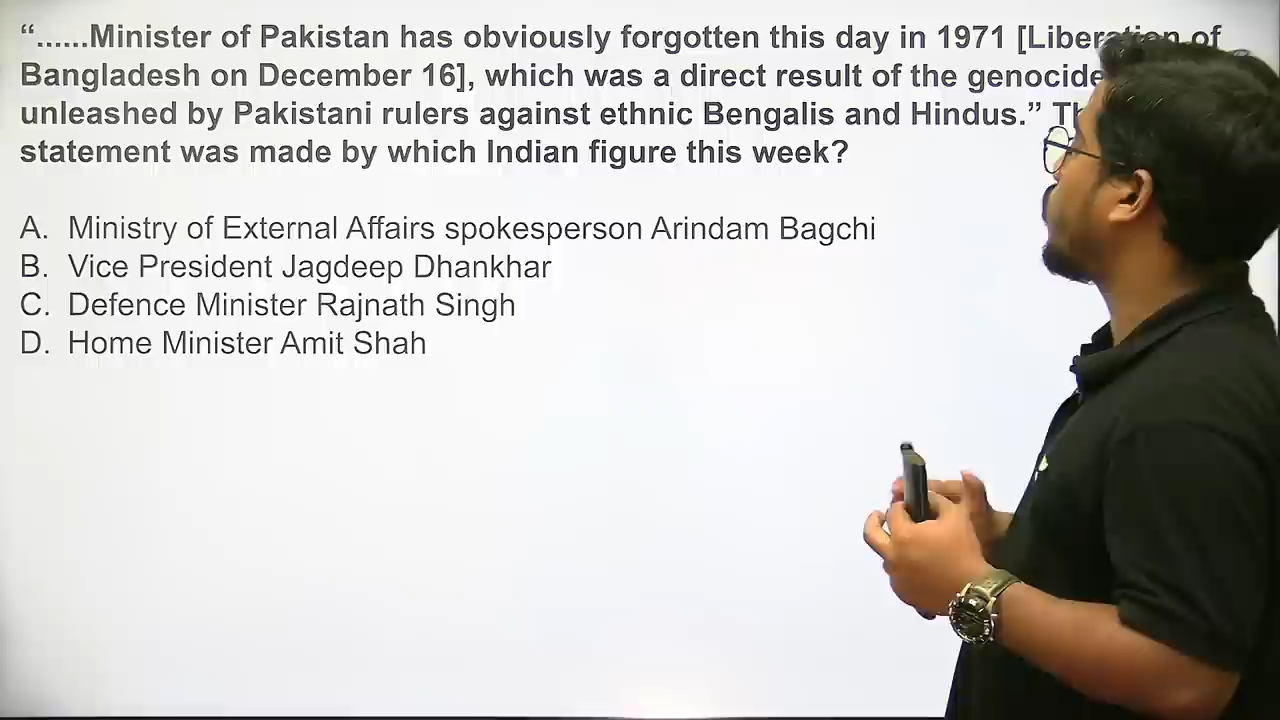 “......Minister of Pakistan has obviously forgotten this day in 1971 [Liberation of
Bangladesh on December 16], which was a direct result of the genocide
unleashed by Pakistani rulers against ethnic Bengalis and Hindus.”
statement was made by which Indian figure this week?
A. Ministry of External Affairs spokesperson Arindam Bagchi
B. Vice President Jagdeep Dhankhar
C. Defence Minister Rajnath Singh
D. Home Minister Amit Shah